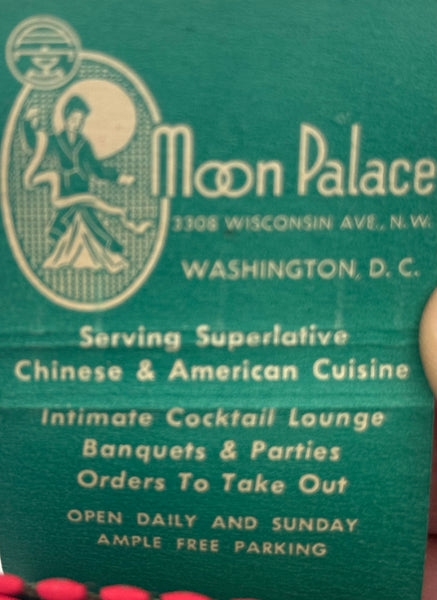 Moon Palace
3308 WISCONSIN AVE., N.W.
WASHINGTON, D. C.
Serving Superlative
Chinese & American Cuisine
Intimate Cocktail Lounge
Banquets & Parties
Orders To Take Out
OPEN DAILY AND SUNDAY
AMPLE FREE PARKING